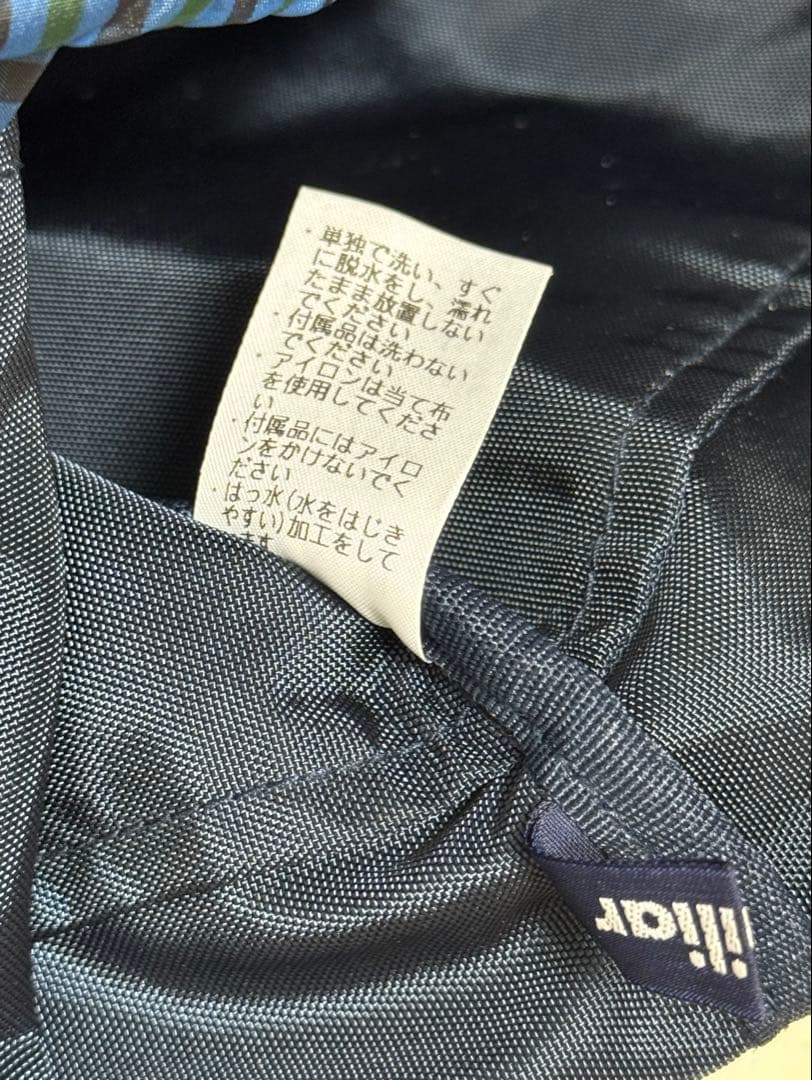 ・単独で洗い、すぐ
に脱水をし、濡れ
たまま放置しない
でください
・付属品は洗わない
でください
・アイロンは当て布
を使用してくださ
い
・付属品にはアイロ
ンをかけないでく
ださい
・はっ水(水をはじき
やすい)加工をして
ます
iliar